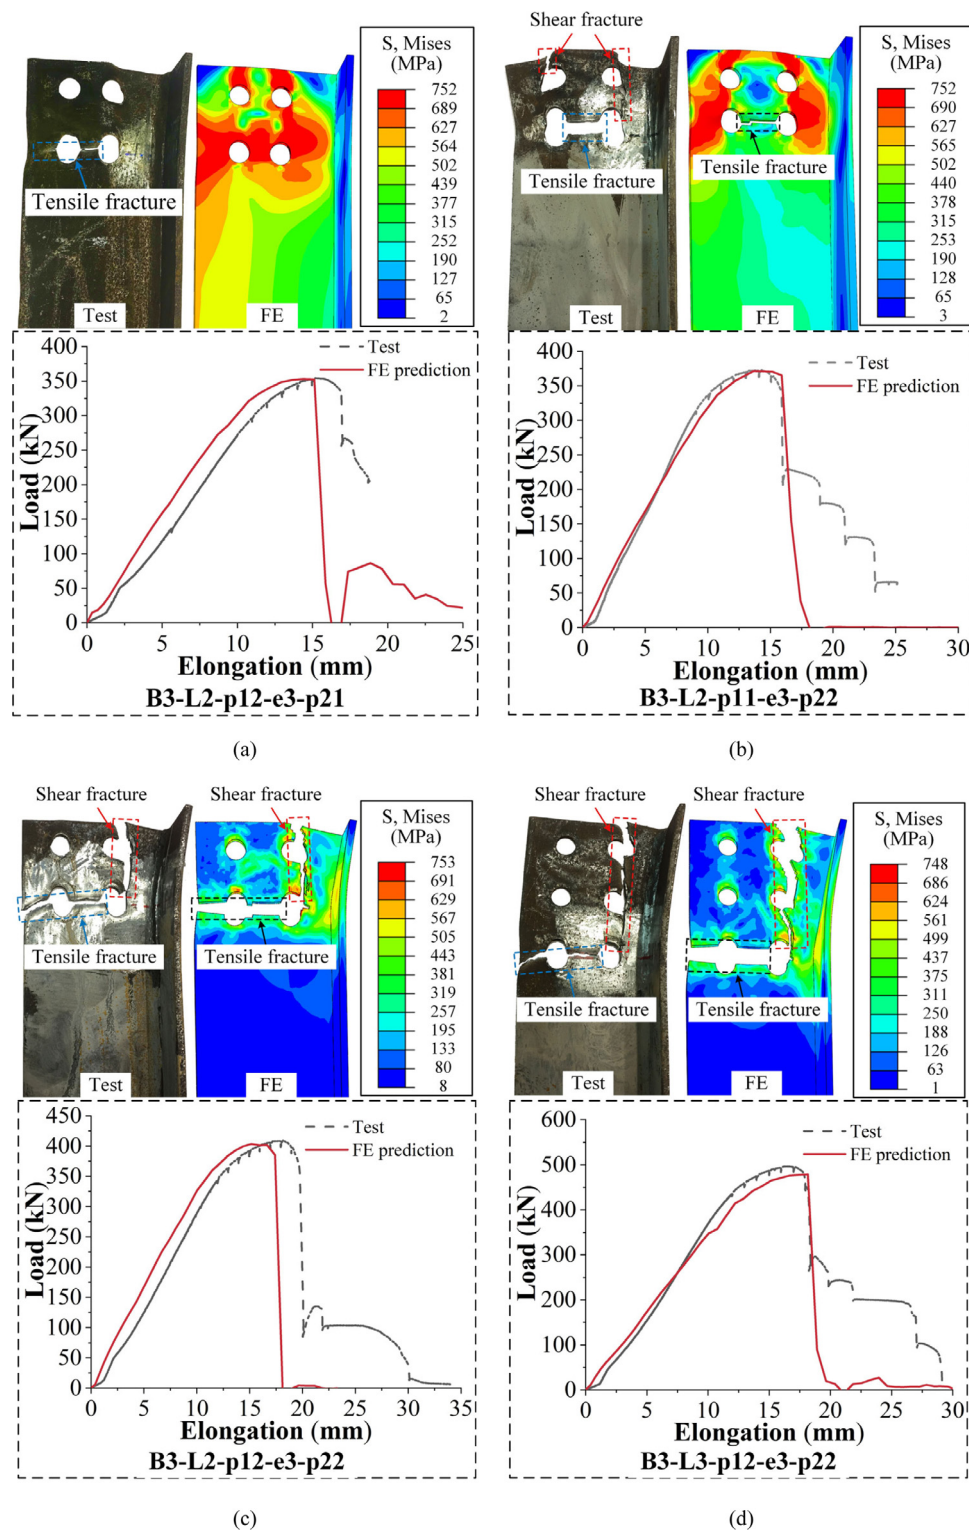 Shear fracture
S, Mises
(MPa)
752
689
627
564
502
439
377
315
252
190
127
65
2
Tensile fracture
Test
FE
400
350
300
250
200
150
100
50
0
0
5
10
15
20
25
Load (kN)
Test
FE prediction
Elongation (mm)
B3-L2-p12-e3-p21
(a)
S, Mises
(MPa)
752
690
627
565
502
440
378
315
253
190
128
65
3
Tensile fracture
Tensile fracture
Test
FE
400
350
300
250
200
150
100
50
0
0
5
10
15
20
25
30
Load (kN)
Test
FE prediction
Elongation (mm)
B3-L2-p11-e3-p22
(b)
Shear fracture
Shear fracture
S, Mises
(MPa)
753
691
629
567
505
443
381
319
257
195
133
80
8
Tensile fracture
Tensile fracture
Test
FE
450
400
350
300
250
200
150
100
50
0
0
5
10
15
20
25
30
35
Load (kN)
Test
FE prediction
Elongation (mm)
B3-L2-p12-e3-p22
(c)
Shear fracture
Shear fracture
S, Mises
(MPa)
748
686
624
561
499
437
375
311
250
188
126
63
1
Tensile fracture
Tensile fracture
Test
FE
600
500
400
300
200
100
0
0
5
10
15
20
25
30
Load (kN)
Test
FE prediction
Elongation (mm)
B3-L3-p12-e3-p22
(d)